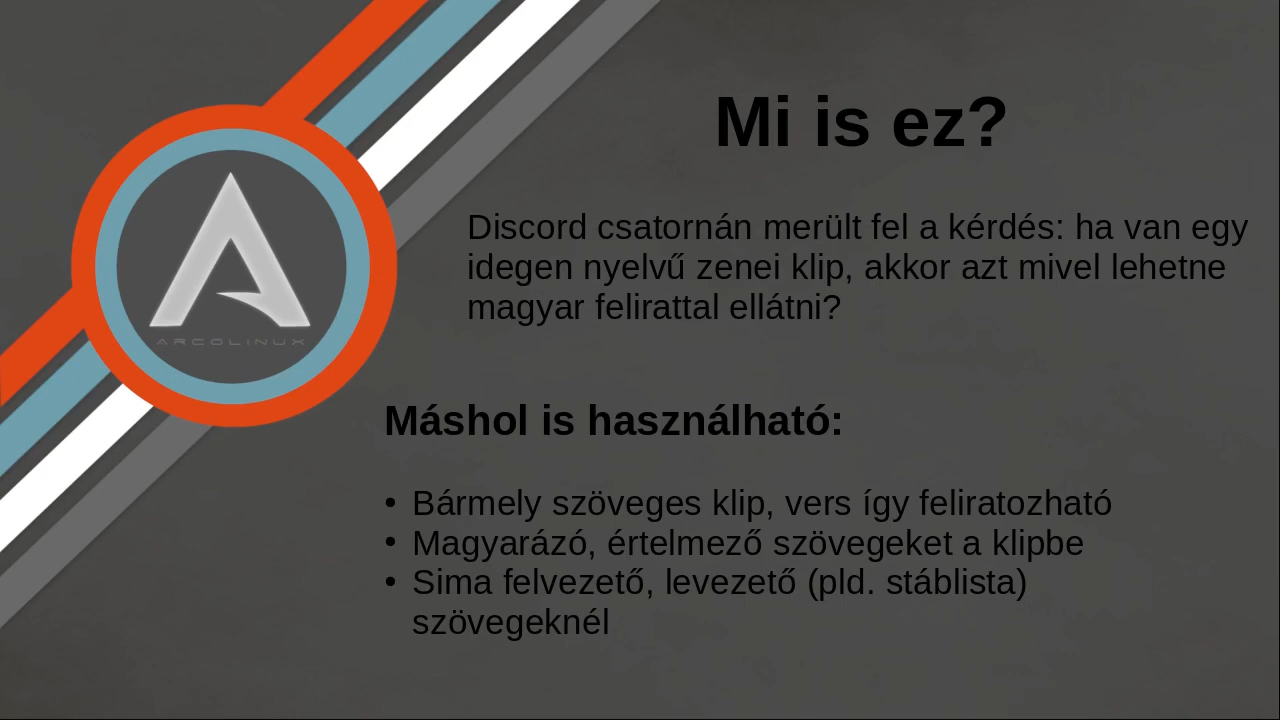 Mi is ez?
Discord csatornán merült fel a kérdés: ha van egy
idegen nyelvű zenei klip, akkor azt mivel lehetne
magyar felirattal ellátni?
ARCOLINUX
Máshol is használható:
• Bármely szöveges klip, vers így feliratozható
• Magyarázó, értelmező szövegeket a klipbe
• Sima felvezető, levezető (pld. stáblista)
szövegeknél